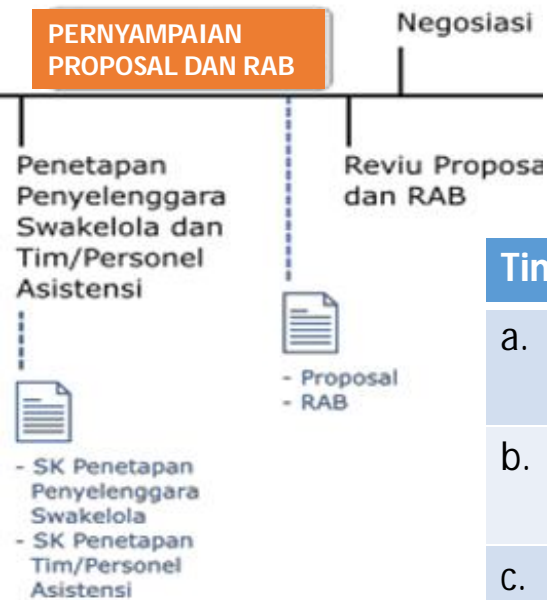 PERNYAMPAIAN
PROPOSAL DAN RAB
Negosiasi
Penetapan
Penyelenggara
Swakelola dan
Tim/Personel
Asistensi
Reviu Proposa
dan RAB
- Proposal
- RAB
- SK Penetapan
Penyelenggara
Swakelola
- SK Penetapan
Tim/Personel
Asistensi
Tim
a.
b.
c.